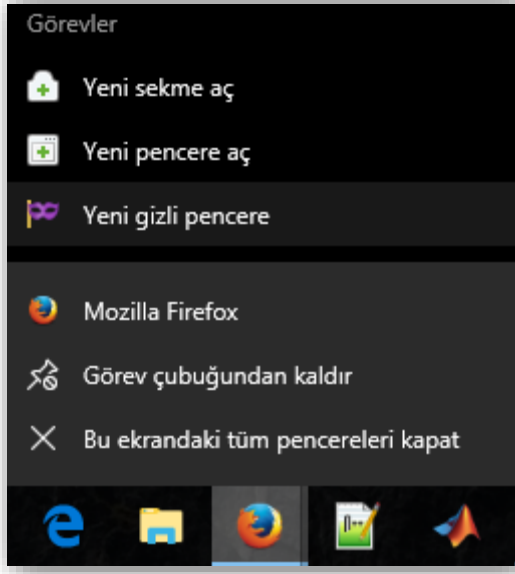 Görevler
Yeni sekme aç
Yeni pencere aç
Yeni gizli pencere
Mozilla Firefox
Görev çubuğundan kaldır
Bu ekrandaki tüm pencereleri kapat